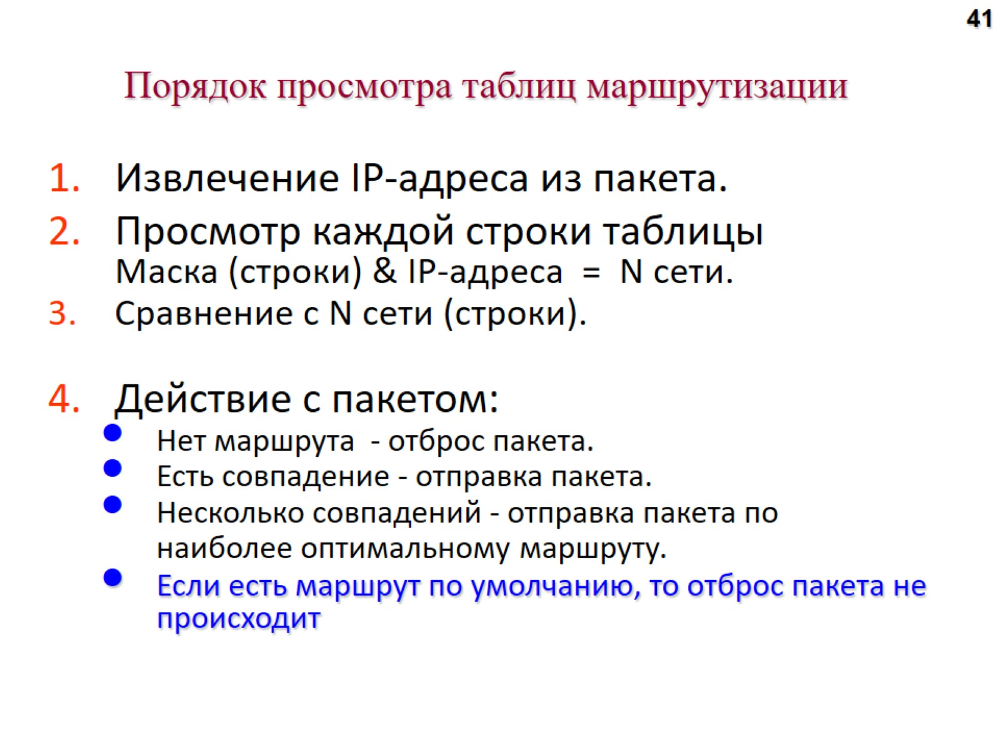 41
Порядок просмотра таблиц маршрутизации
1. Извлечение IP-адреса из пакета.
2. Просмотр каждой строки таблицы
Маска (строки) & IP-адреса = N сети.
3. Сравнение с N сети (строки).
4. Действие с пакетом:
● Нет маршрута - отброс пакета.
● Есть совпадение - отправка пакета.
● Несколько совпадений - отправка пакета по
наиболее оптимальному маршруту.
● Если есть маршрут по умолчанию, то отброс пакета не
происходит